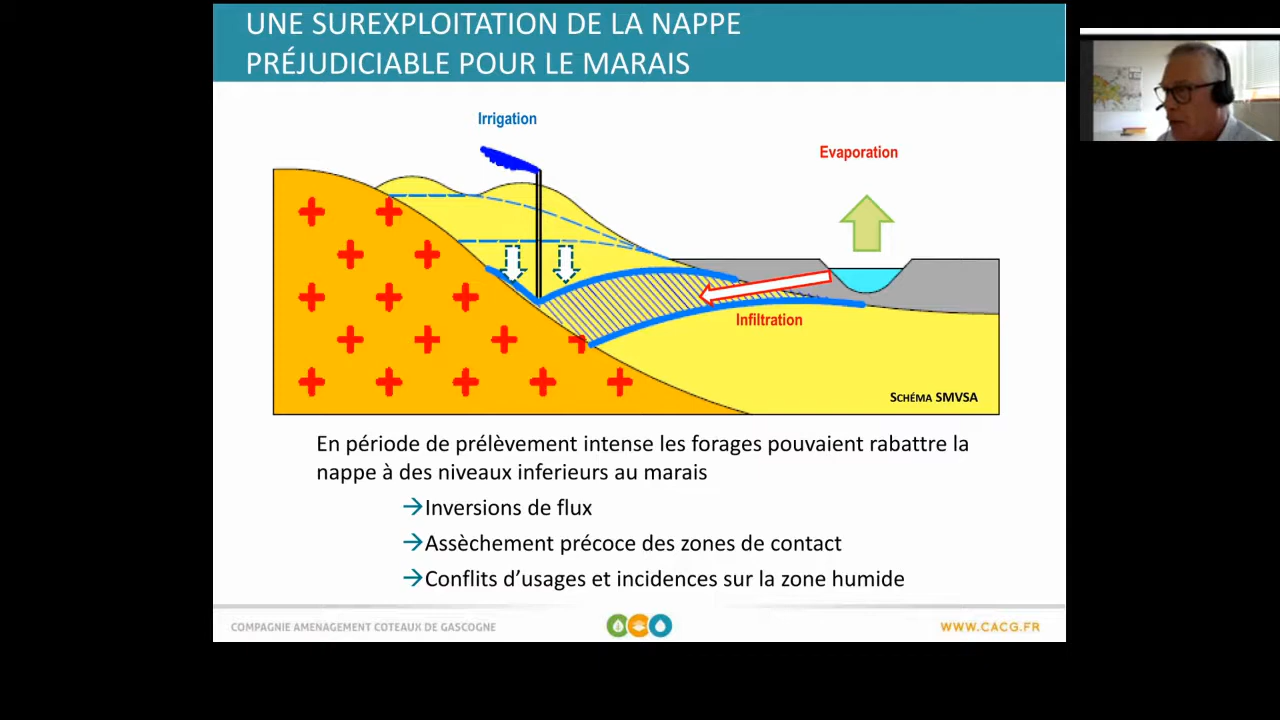 UNE SUREXPLOITATION DE LA NAPPE
PRÉJUDICIABLE POUR LE MARAIS
Irrigation
Evaporation
Infiltration
SCHÉMA SMVSA
En période de prélèvement intense les forages pouvaient rabattre la
nappe à des niveaux inferieurs au marais
→Inversions de flux
→Assèchement précoce des zones de contact
→Conflits d’usages et incidences sur la zone humide
COMPAGNIE AMENAGEMENT COTEAUX DE GASCOGNE
WWW.CACG.FR